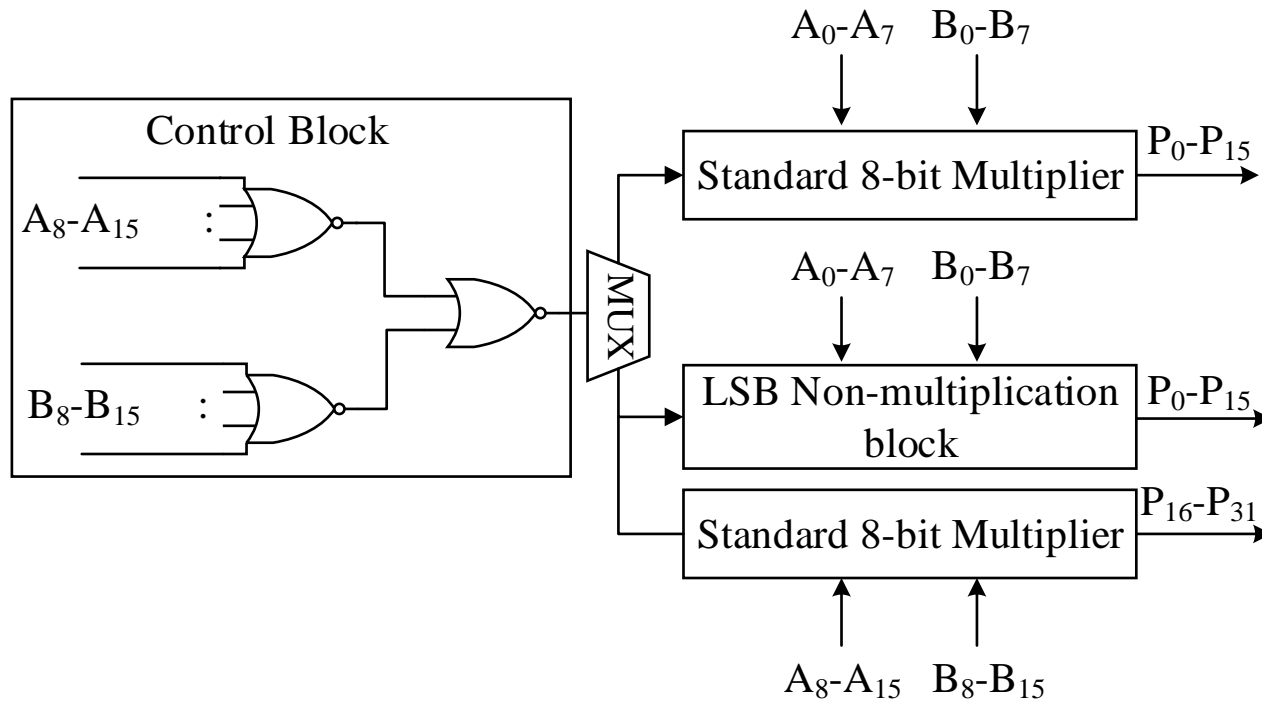 A₀-A₇ B₀-B₇
Control Block
A₈-A₁₅ :
B₈-B₁₅ :
MUX
Standard 8-bit Multiplier
P₀-P₁₅
A₀-A₇ B₀-B₇
LSB Non-multiplication
block
P₀-P₁₅
Standard 8-bit Multiplier
P₁₆-P₃₁
A₈-A₁₅ B₈-B₁₅